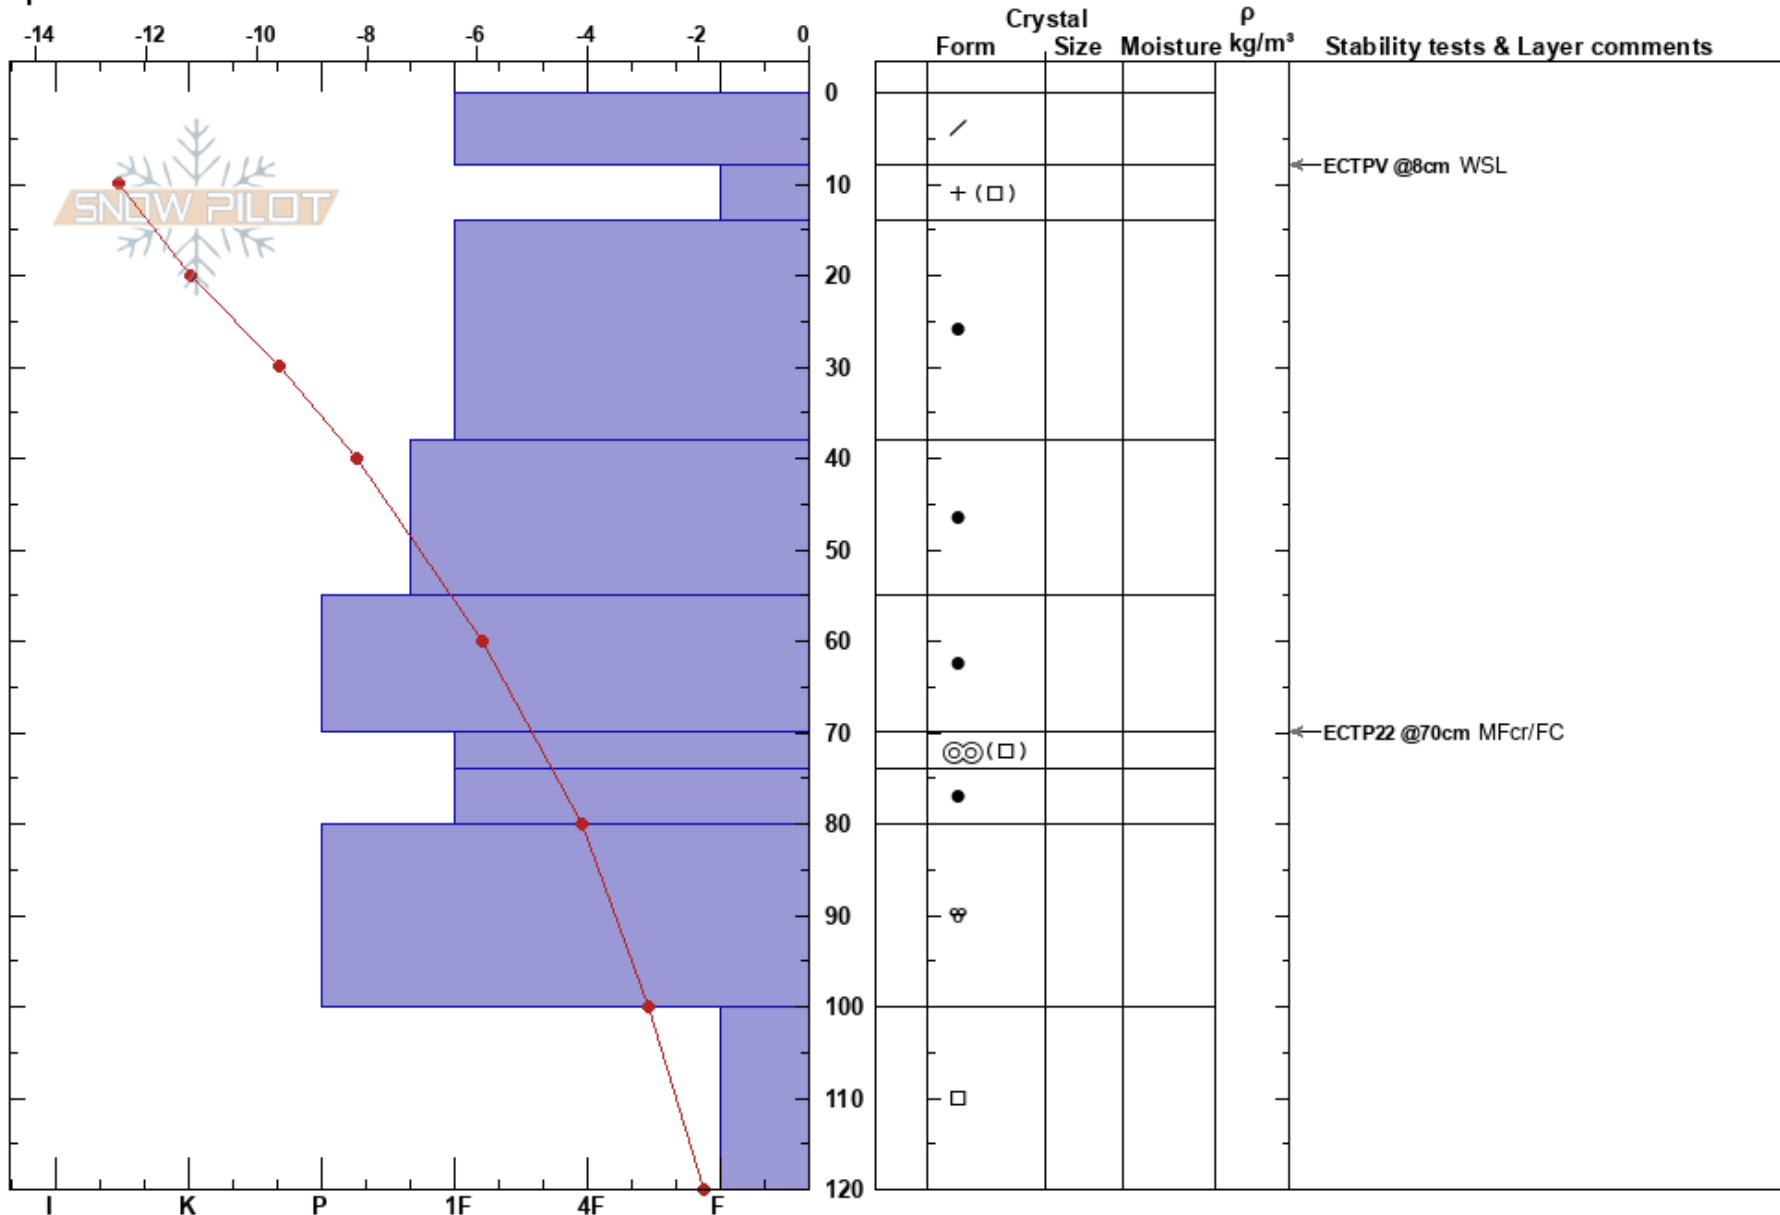 -14 -12 -10 -8 -6 -4 -2 0
Crystal
Form Size Moisture ρ kg/m³ Stability tests & Layer comments
0
ECTPV @8cm WSL
10
+ (□)
SNOW PILOT
20
30
40
50
60
70
ECTP22 @70cm MFcr/FC
(□)
80
90
100
110
120
I K P 1F 4F F